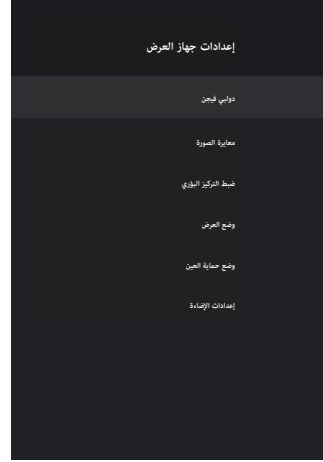 إعدادات جهاز العرض
دولبي فيجن
معايرة الصورة
ضبط التركيز البؤري
وضع العرض
وضع حماية العين
إعدادات الإضاءة